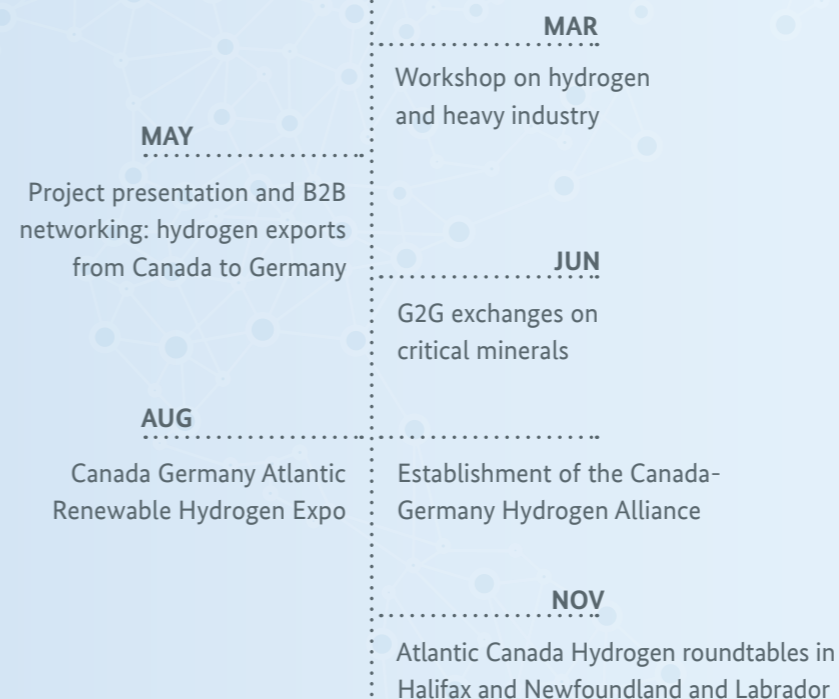 MAR
Workshop on hydrogen
and heavy industry
MAY
Project presentation and B2B
networking: hydrogen exports
from Canada to Germany
JUN
G2G exchanges on
critical minerals
AUG
Canada Germany Atlantic
Renewable Hydrogen Expo
Establishment of the Canada-
Germany Hydrogen Alliance
NOV
Atlantic Canada Hydrogen roundtables in
Halifax and Newfoundland and Labrador